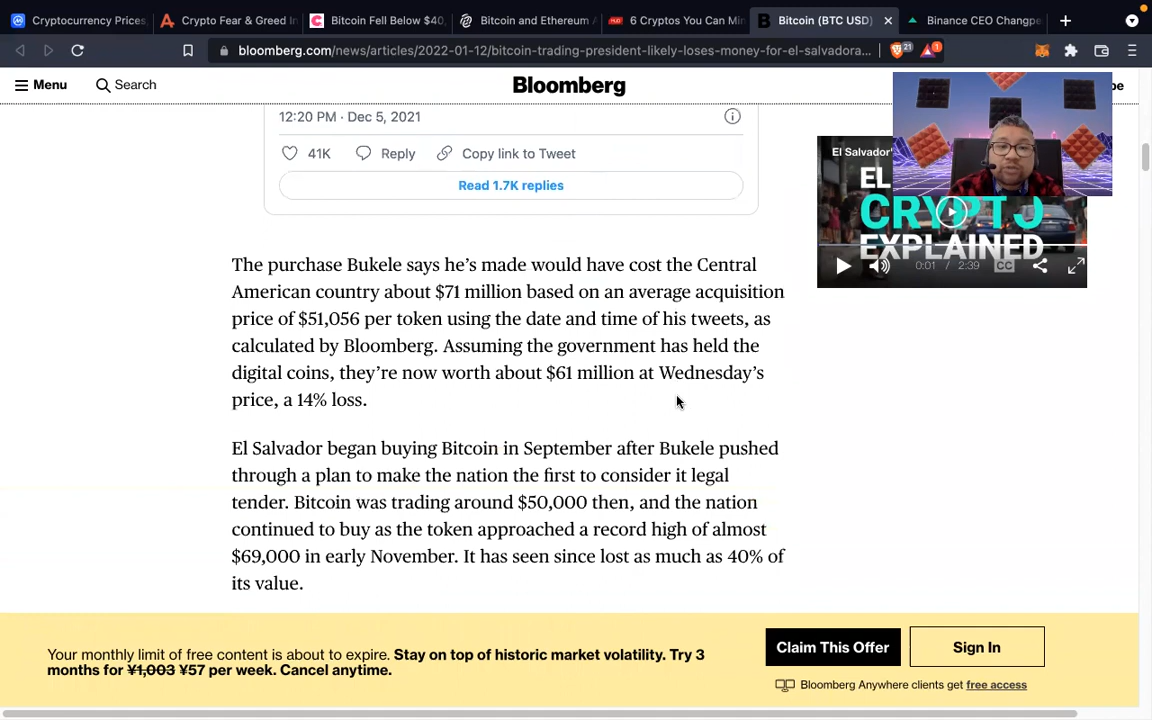 Cryptocurrency Prices,
Crypto Fear & Greed In
Bitcoin Fell Below $40,
Bitcoin and Ethereum A
6 Cryptos You Can Min
Bitcoin (BTC USD)
Binance CEO Changpe
bloomberg.com/news/articles/2022-01-12/bitcoin-trading-president-likely-loses-money-for-el-salvadora...
21
1
Menu
Search
Bloomberg
be
12:20 PM · Dec 5, 2021
41K
Reply
Copy link to Tweet
Read 1.7K replies
El Salvador'
EL
CRYPTO
EXPLAINED
0:01 / 2:39
CC
The purchase Bukele says he's made would have cost the Central
American country about $71 million based on an average acquisition
price of $51,056 per token using the date and time of his tweets, as
calculated by Bloomberg. Assuming the government has held the
digital coins, they're now worth about $61 million at Wednesday's
price, a 14% loss.
El Salvador began buying Bitcoin in September after Bukele pushed
through a plan to make the nation the first to consider it legal
tender. Bitcoin was trading around $50,000 then, and the nation
continued to buy as the token approached a record high of almost
$69,000 in early November. It has seen since lost as much as 40% of
its value.
Your monthly limit of free content is about to expire. Stay on top of historic market volatility. Try 3
months for ¥1,003 ¥57 per week. Cancel anytime.
Claim This Offer
Sign In
Bloomberg Anywhere clients get free access